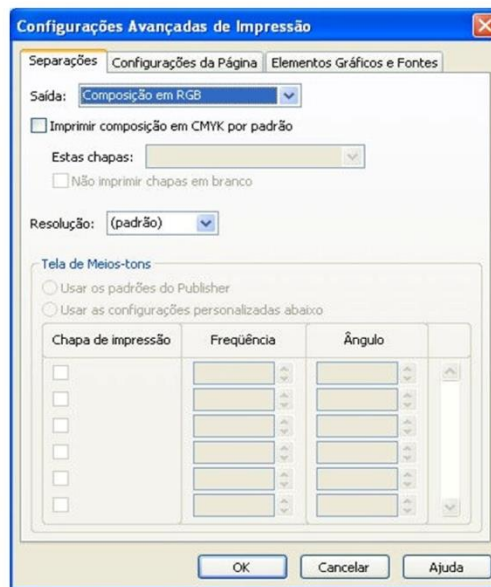 Configurações Avançadas de Impressão
Separações Configurações da Página Elementos Gráficos e Fontes
Saída: Composição em RGB
Imprimir composição em CMYK por padrão
Estas chapas:
Não imprimir chapas em branco
Resolução: (padrão)
Tela de Meios-tons
Usar os padrões do Publisher
Usar as configurações personalizadas abaixo
Chapa de impressão Freqüência Ângulo
OK Cancelar Ajuda